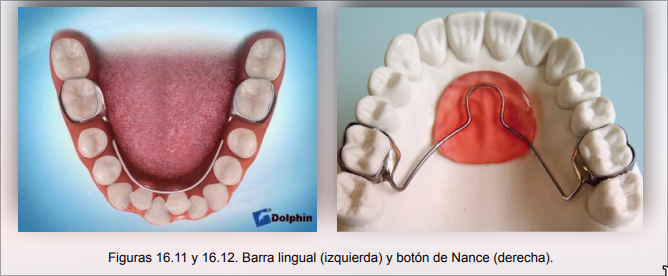 Dolphin
Figuras 16.11 y 16.12. Barra lingual (izquierda) y botón de Nance (derecha).